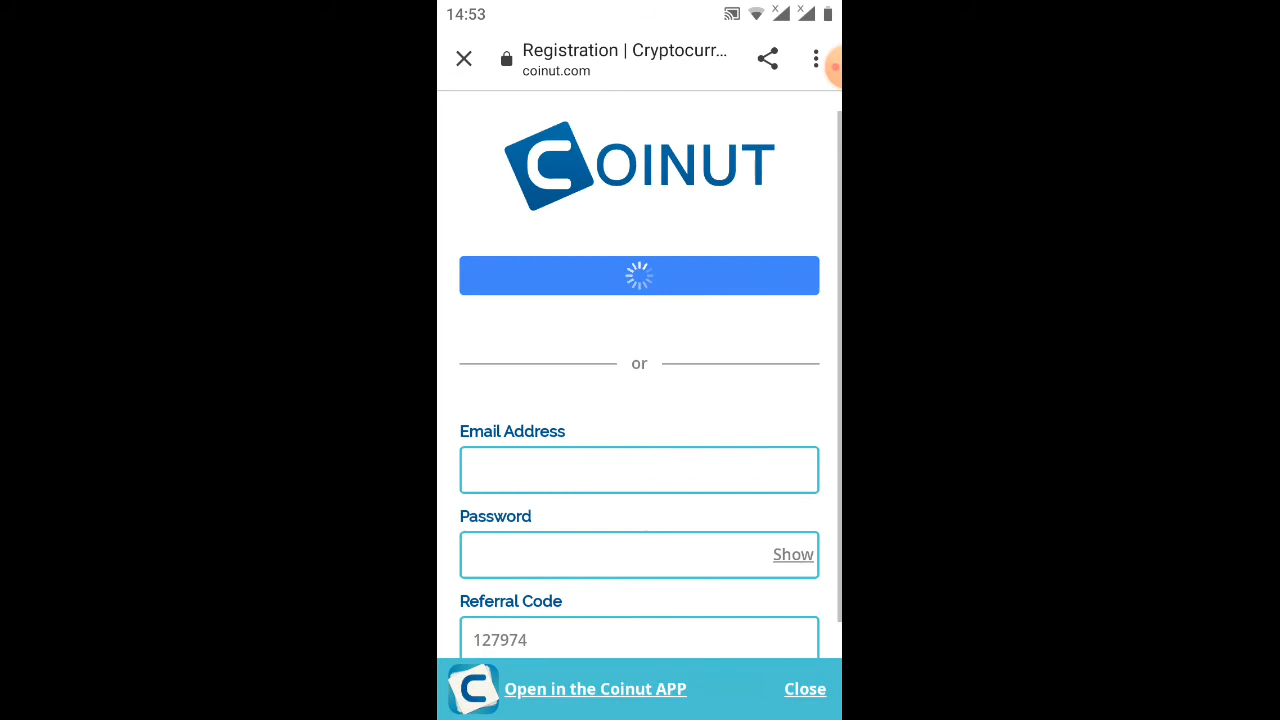 14:53
Registration | Cryptocurr...
coinut.com
COINUT
or
Email Address
Password
Show
Referral Code
127974
C Open in the Coinut APP Close